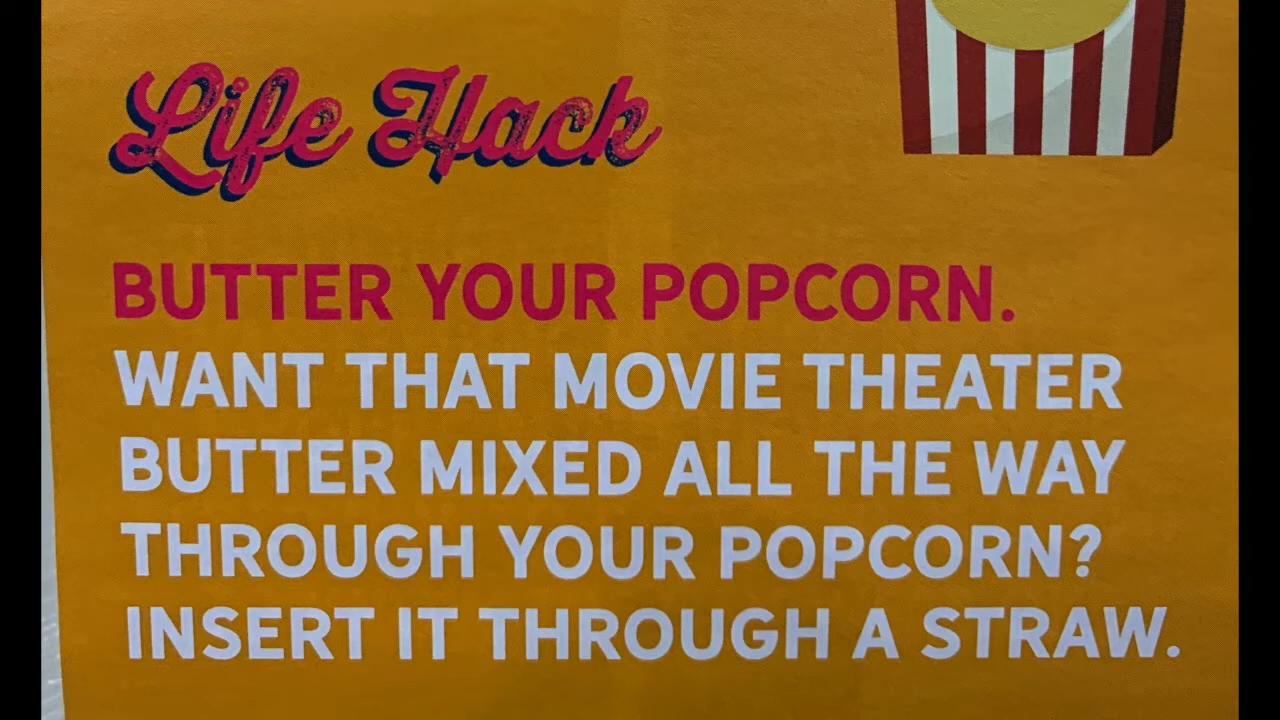 Life Hack
BUTTER YOUR POPCORN.
WANT THAT MOVIE THEATER
BUTTER MIXED ALL THE WAY
THROUGH YOUR POPCORN?
INSERT IT THROUGH A STRAW.